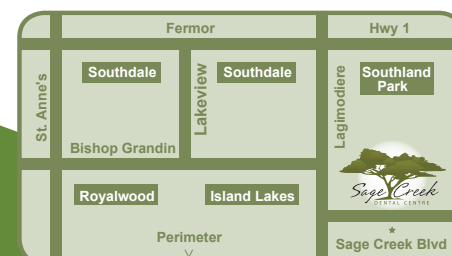 Fermor
Hwy 1
St. Anne's
Southdale
Lakeview
Southdale
Lagimodiere
Southland
Park
Bishop Grandin
Sage Creek
DENTAL CENTRE
Royalwood
Island Lakes
Perimeter
Sage Creek Blvd